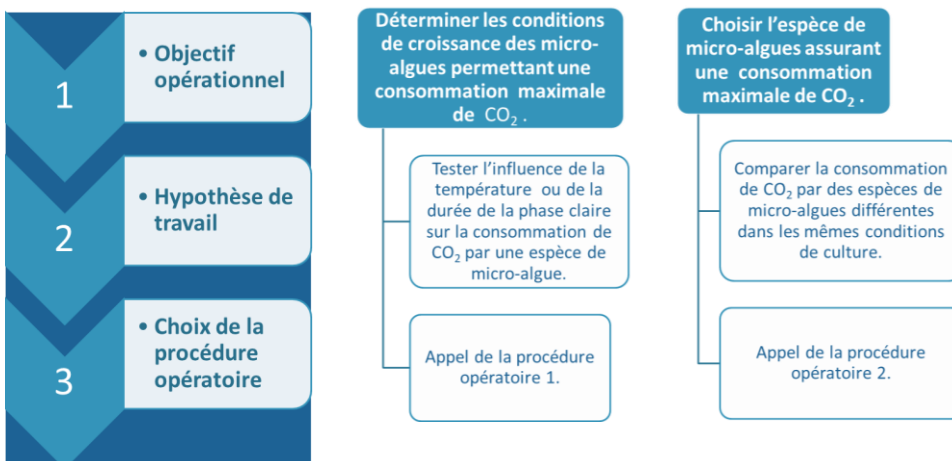 1
• Objectif
opérationnel
2
• Hypothèse de
travail
3
• Choix de la
procédure
opératoire
Déterminer les conditions
de croissance des micro-
algues permettant une
consommation maximale
de CO₂ .
Tester l’influence de la
température ou de la
durée de la phase claire
sur la consommation de
CO₂ par une espèce de
micro-algue.
Appel de la procédure
opératoire 1.
Choisir l’espèce de
micro-algues assurant
une consommation
maximale de CO₂ .
Comparer la consommation
de CO₂ par des espèces de
micro-algues différentes
dans les mêmes conditions
de culture.
Appel de la procédure
opératoire 2.